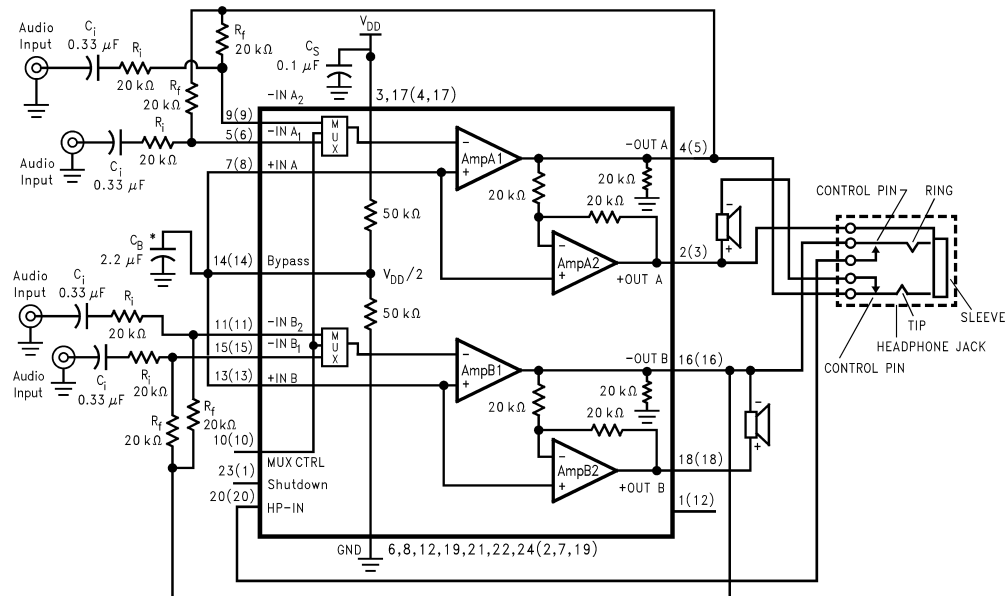 Audio
Input
C_i
0.33 µF
R_i
20 kΩ
R_f
20 kΩ
R_f
20 kΩ
R_i
20 kΩ
Audio
Input
C_i
0.33 µF
V_DD
C_S
0.1 µF
3,17(4,17)
-IN A_2
9(9)
-IN A_1
5(6)
+IN A
7(8)
MUX
AmpA1
-
+
-OUT A
4(5)
20 kΩ
20 kΩ
20 kΩ
50 kΩ
AmpA2
-
+
+OUT A
2(3)
-
+
C_B
*
2.2 µF
14(14)
Bypass
V_DD/2
50 kΩ
CONTROL PIN
RING
SLEEVE
TIP
HEADPHONE JACK
CONTROL PIN
Audio
Input
C_i
0.33 µF
R_i
20 kΩ
11(11)
-IN B_2
15(15)
-IN B_1
13(13)
+IN B
MUX
Audio
Input
C_i
0.33 µF
R_i
20 kΩ
R_f
20 kΩ
R_f
20 kΩ
AmpB1
-
+
-OUT B
16(16)
20 kΩ
20 kΩ
20 kΩ
AmpB2
-
+
+OUT B
18(18)
-
+
10(10)
MUX CTRL
23(1)
Shutdown
20(20)
HP-IN
1(12)
GND
6,8,12,19,21,22,24(2,7,19)